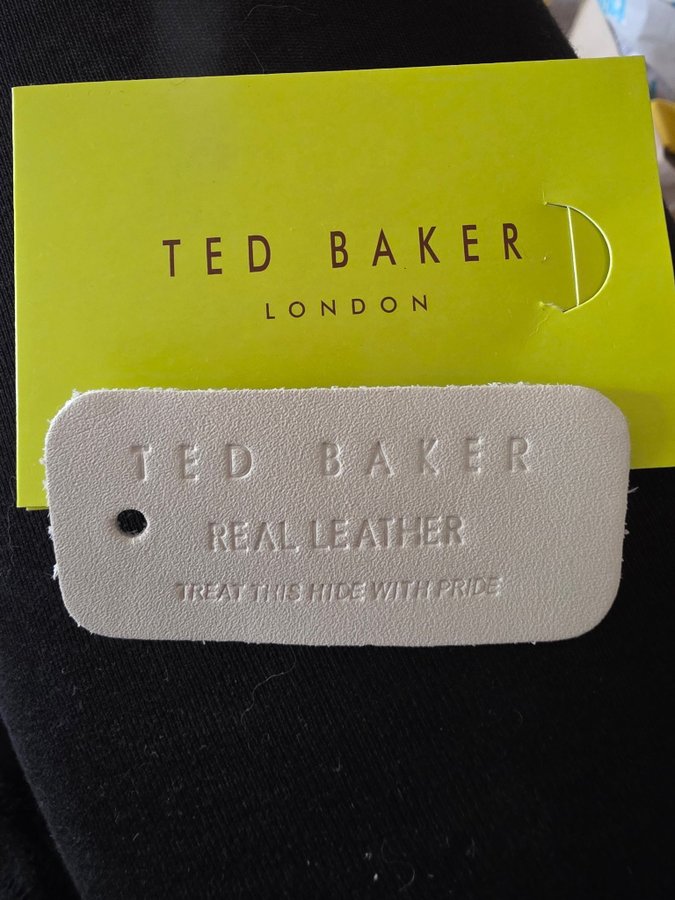 TED BAKER
LONDON
TED BAKER
REAL LEATHER
TREAT THIS HIDE WITH PRIDE